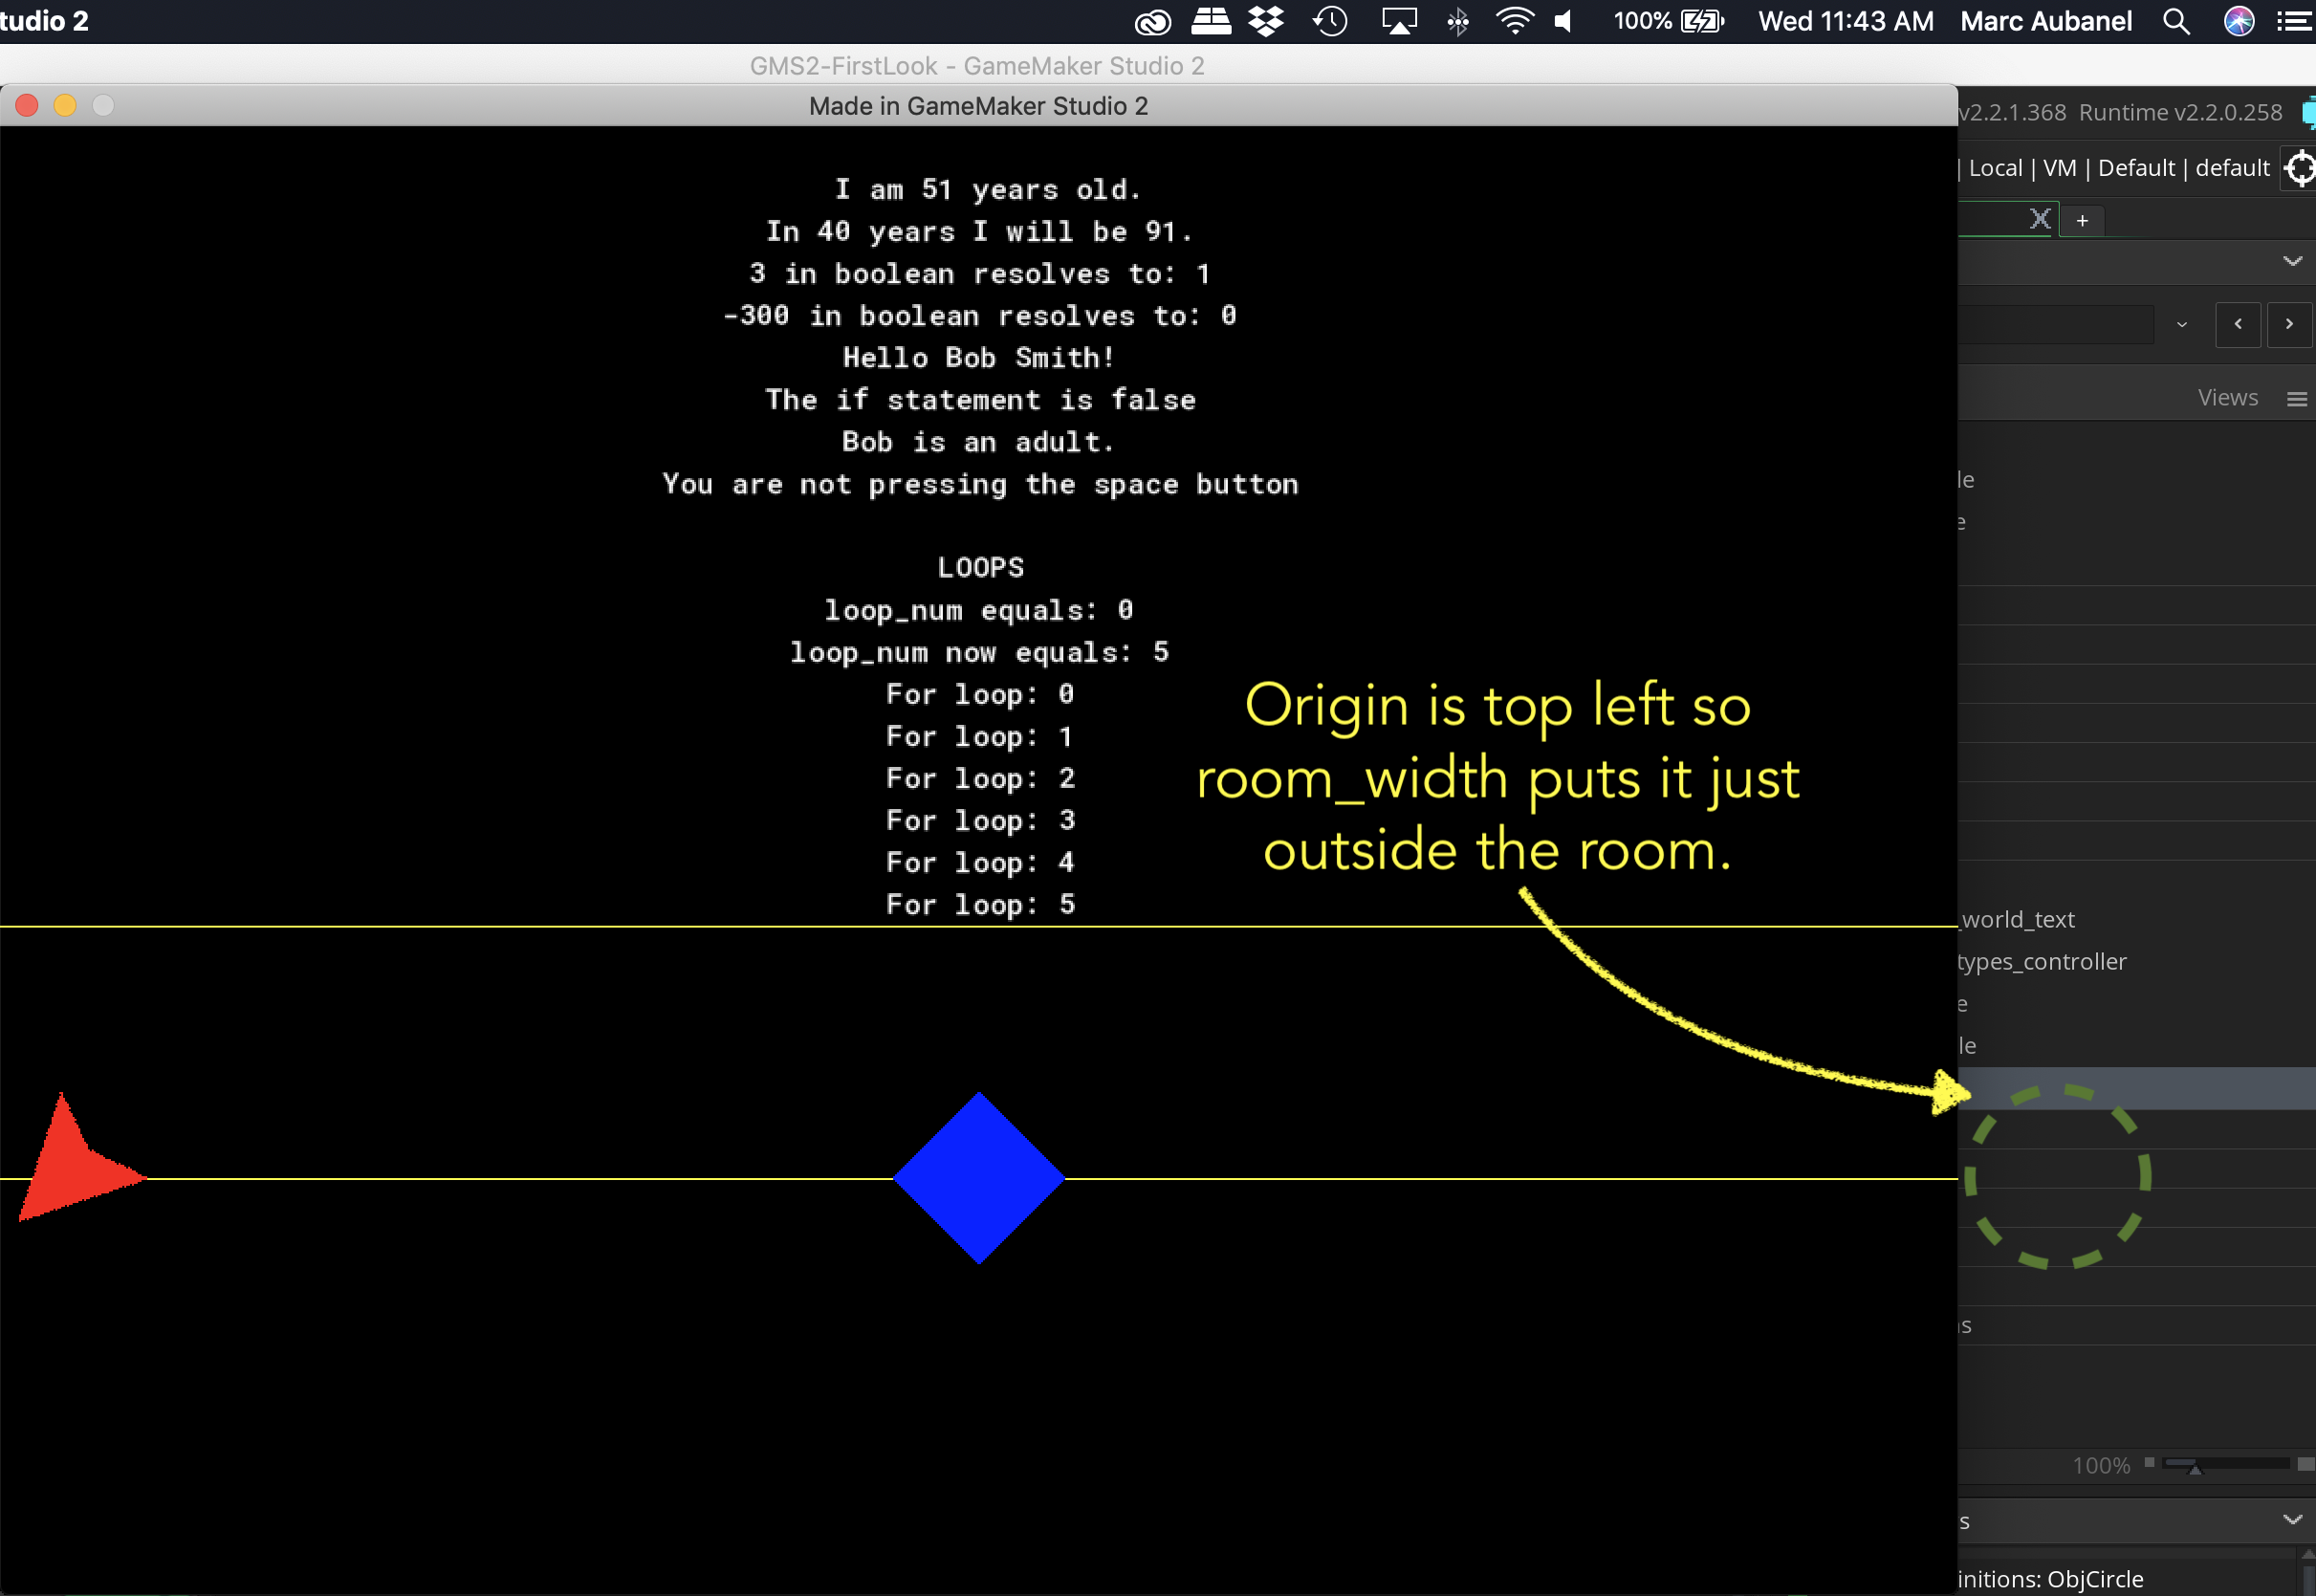 tudio 2
100%
Wed 11:43 AM
Marc Aubanel
GMS2-FirstLook - GameMaker Studio 2
Made in GameMaker Studio 2
v2.2.1.368 Runtime v2.2.0.258
| Local | VM | Default | default
X
+
Views
I am 51 years old.
In 40 years I will be 91.
3 in boolean resolves to: 1
-300 in boolean resolves to: 0
Hello Bob Smith!
The if statement is false
Bob is an adult.
You are not pressing the space button
LOOPS
loop_num equals: 0
loop_num now equals: 5
For loop: 0
For loop: 1
For loop: 2
For loop: 3
For loop: 4
For loop: 5
Origin is top left so
room_width puts it just
outside the room.
le
e
_world_text
types_controller
e
le
ns
100%
s
initions: ObjCircle